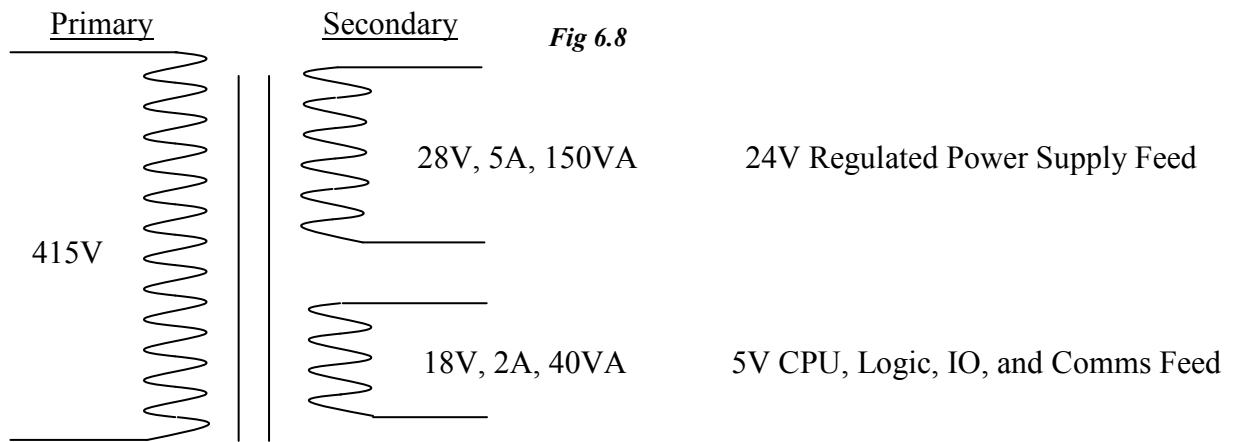 Primary Secondary Fig 6.8
28V, 5A, 150VA 24V Regulated Power Supply Feed
415V
18V, 2A, 40VA 5V CPU, Logic, IO, and Comms Feed